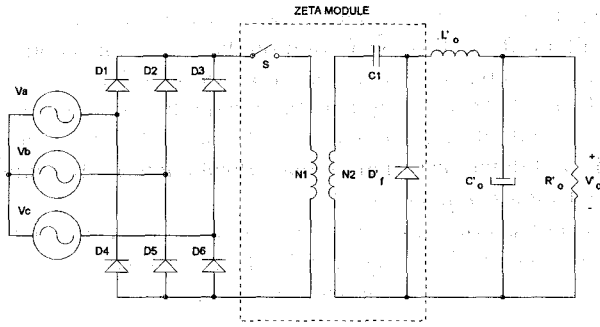 ZETA MODULE
D1 D2 D3
S
C1
L'o
Va
Vb
Vc
N1 N2 D'f
C'o R'o
+
V'o
-
D4 D5 D6